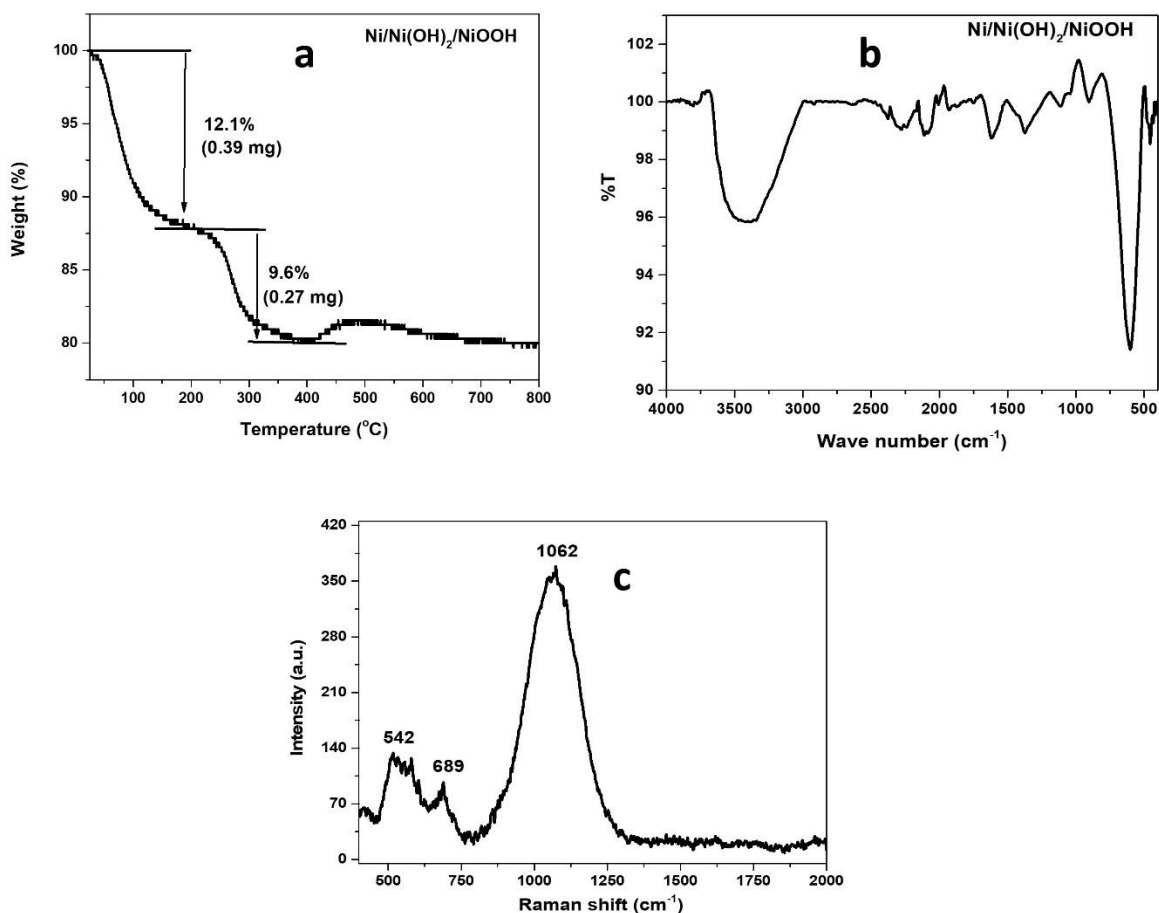 a
Ni/Ni(OH)₂/NiOOH
100
95
90
85
80
Weight (%)
12.1%
(0.39 mg)
9.6%
(0.27 mg)
100 200 300 400 500 600 700 800
Temperature (°C)
b
Ni/Ni(OH)₂/NiOOH
102
100
98
96
94
92
90
%T
4000 3500 3000 2500 2000 1500 1000 500
Wave number (cm⁻¹)
c
420
350
280
210
140
70
0
Intensity (a.u.)
542
689
1062
500 750 1000 1250 1500 1750 2000
Raman shift (cm⁻¹)